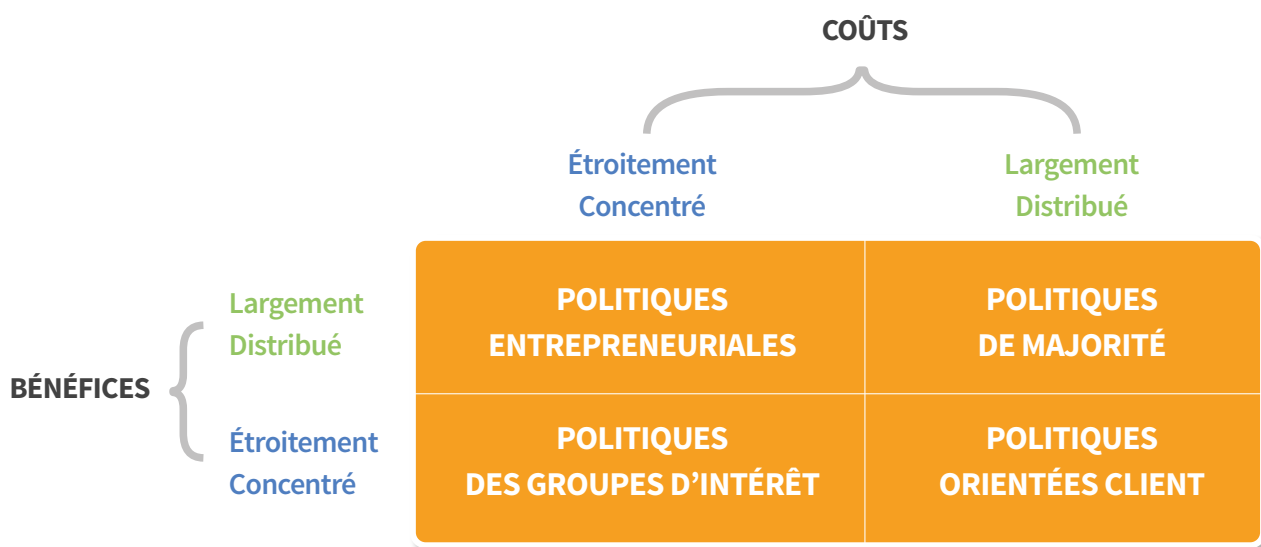 COÛTS
Étroitement
Concentré
Largement
Distribué
BÉNÉFICES
Largement
Distribué
POLITIQUES
ENTREPRENEURIALES
POLITIQUES
DE MAJORITÉ
Étroitement
Concentré
POLITIQUES
DES GROUPES D’INTÉRÊT
POLITIQUES
ORIENTÉES CLIENT